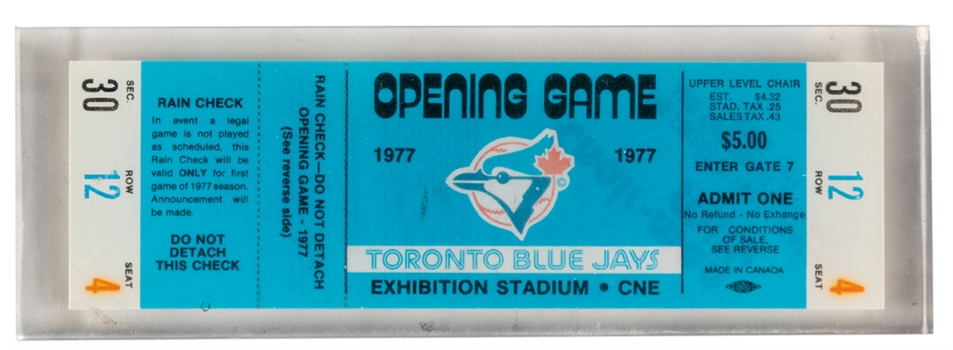 SEC.
30
ROW
12
SEAT
4
RAIN CHECK
In event a legal
game is not played
as scheduled, this
Rain Check will be
valid ONLY for first
game of 1977 season.
Announcement will
be made.
DO NOT
DETACH
THIS CHECK
RAIN CHECK—DO NOT DETACH
OPENING GAME - 1977
(See reverse side)
OPENING GAME
1977
1977
©
TORONTO BLUE JAYS
EXHIBITION STADIUM • CNE
UPPER LEVEL CHAIR
EST. $4.32
STAD. TAX .25
SALES TAX .43
$5.00
ENTER GATE 7
ADMIT ONE
No Refund - No Exhange
FOR CONDITIONS
OF SALE,
SEE REVERSE
MADE IN CANADA
SEC.
30
ROW
12
SEAT
4